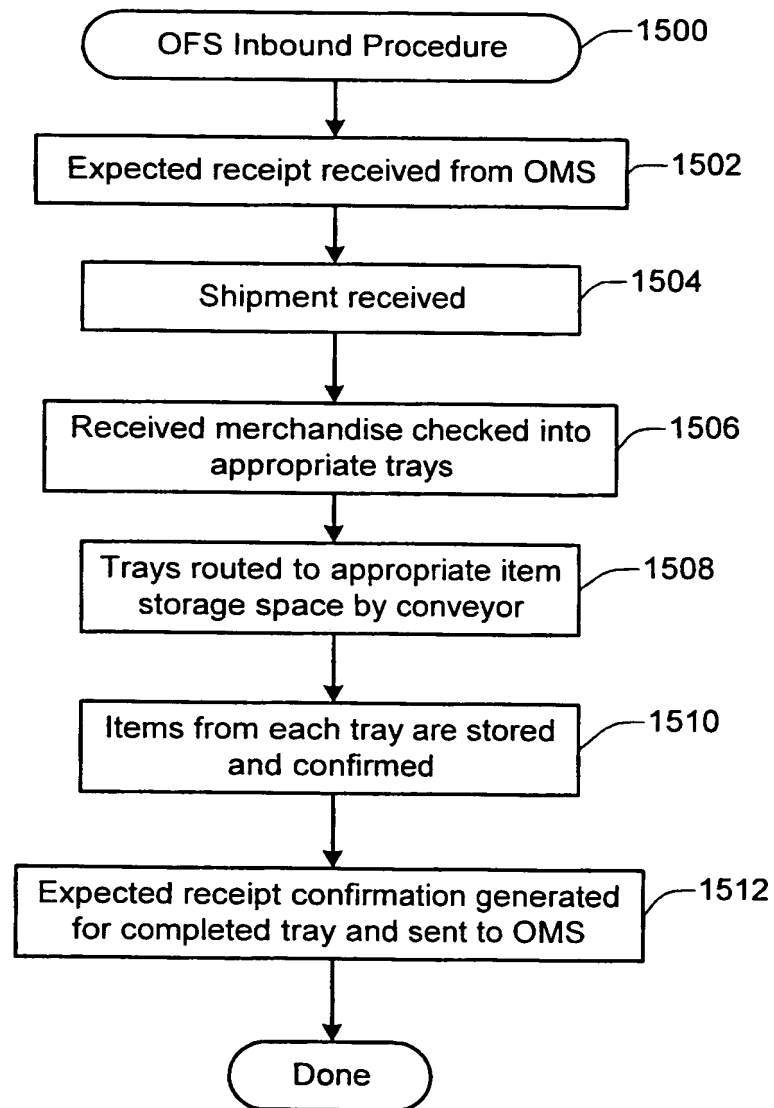 OFS Inbound Procedure
1500
Expected receipt received from OMS
1502
Shipment received
1504
Received merchandise checked into
appropriate trays
1506
Trays routed to appropriate item
storage space by conveyor
1508
Items from each tray are stored
and confirmed
1510
Expected receipt confirmation generated
for completed tray and sent to OMS
1512
Done